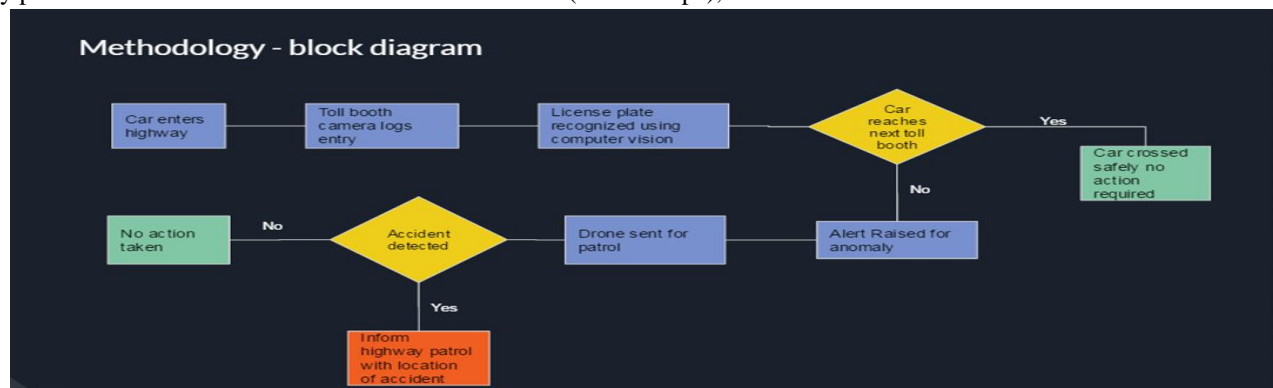 Methodology - block diagram
Car enters
highway
Toll booth
camera logs
entry
License plate
recognized using
computer vision
Car
reaches
next toll
booth
Yes
Car crossed
safely no
action
required
No
Alert Raised for
anomaly
Drone sent for
patrol
Accident
detected
No
No action
taken
Yes
Inform
highway patrol
with location
of accident